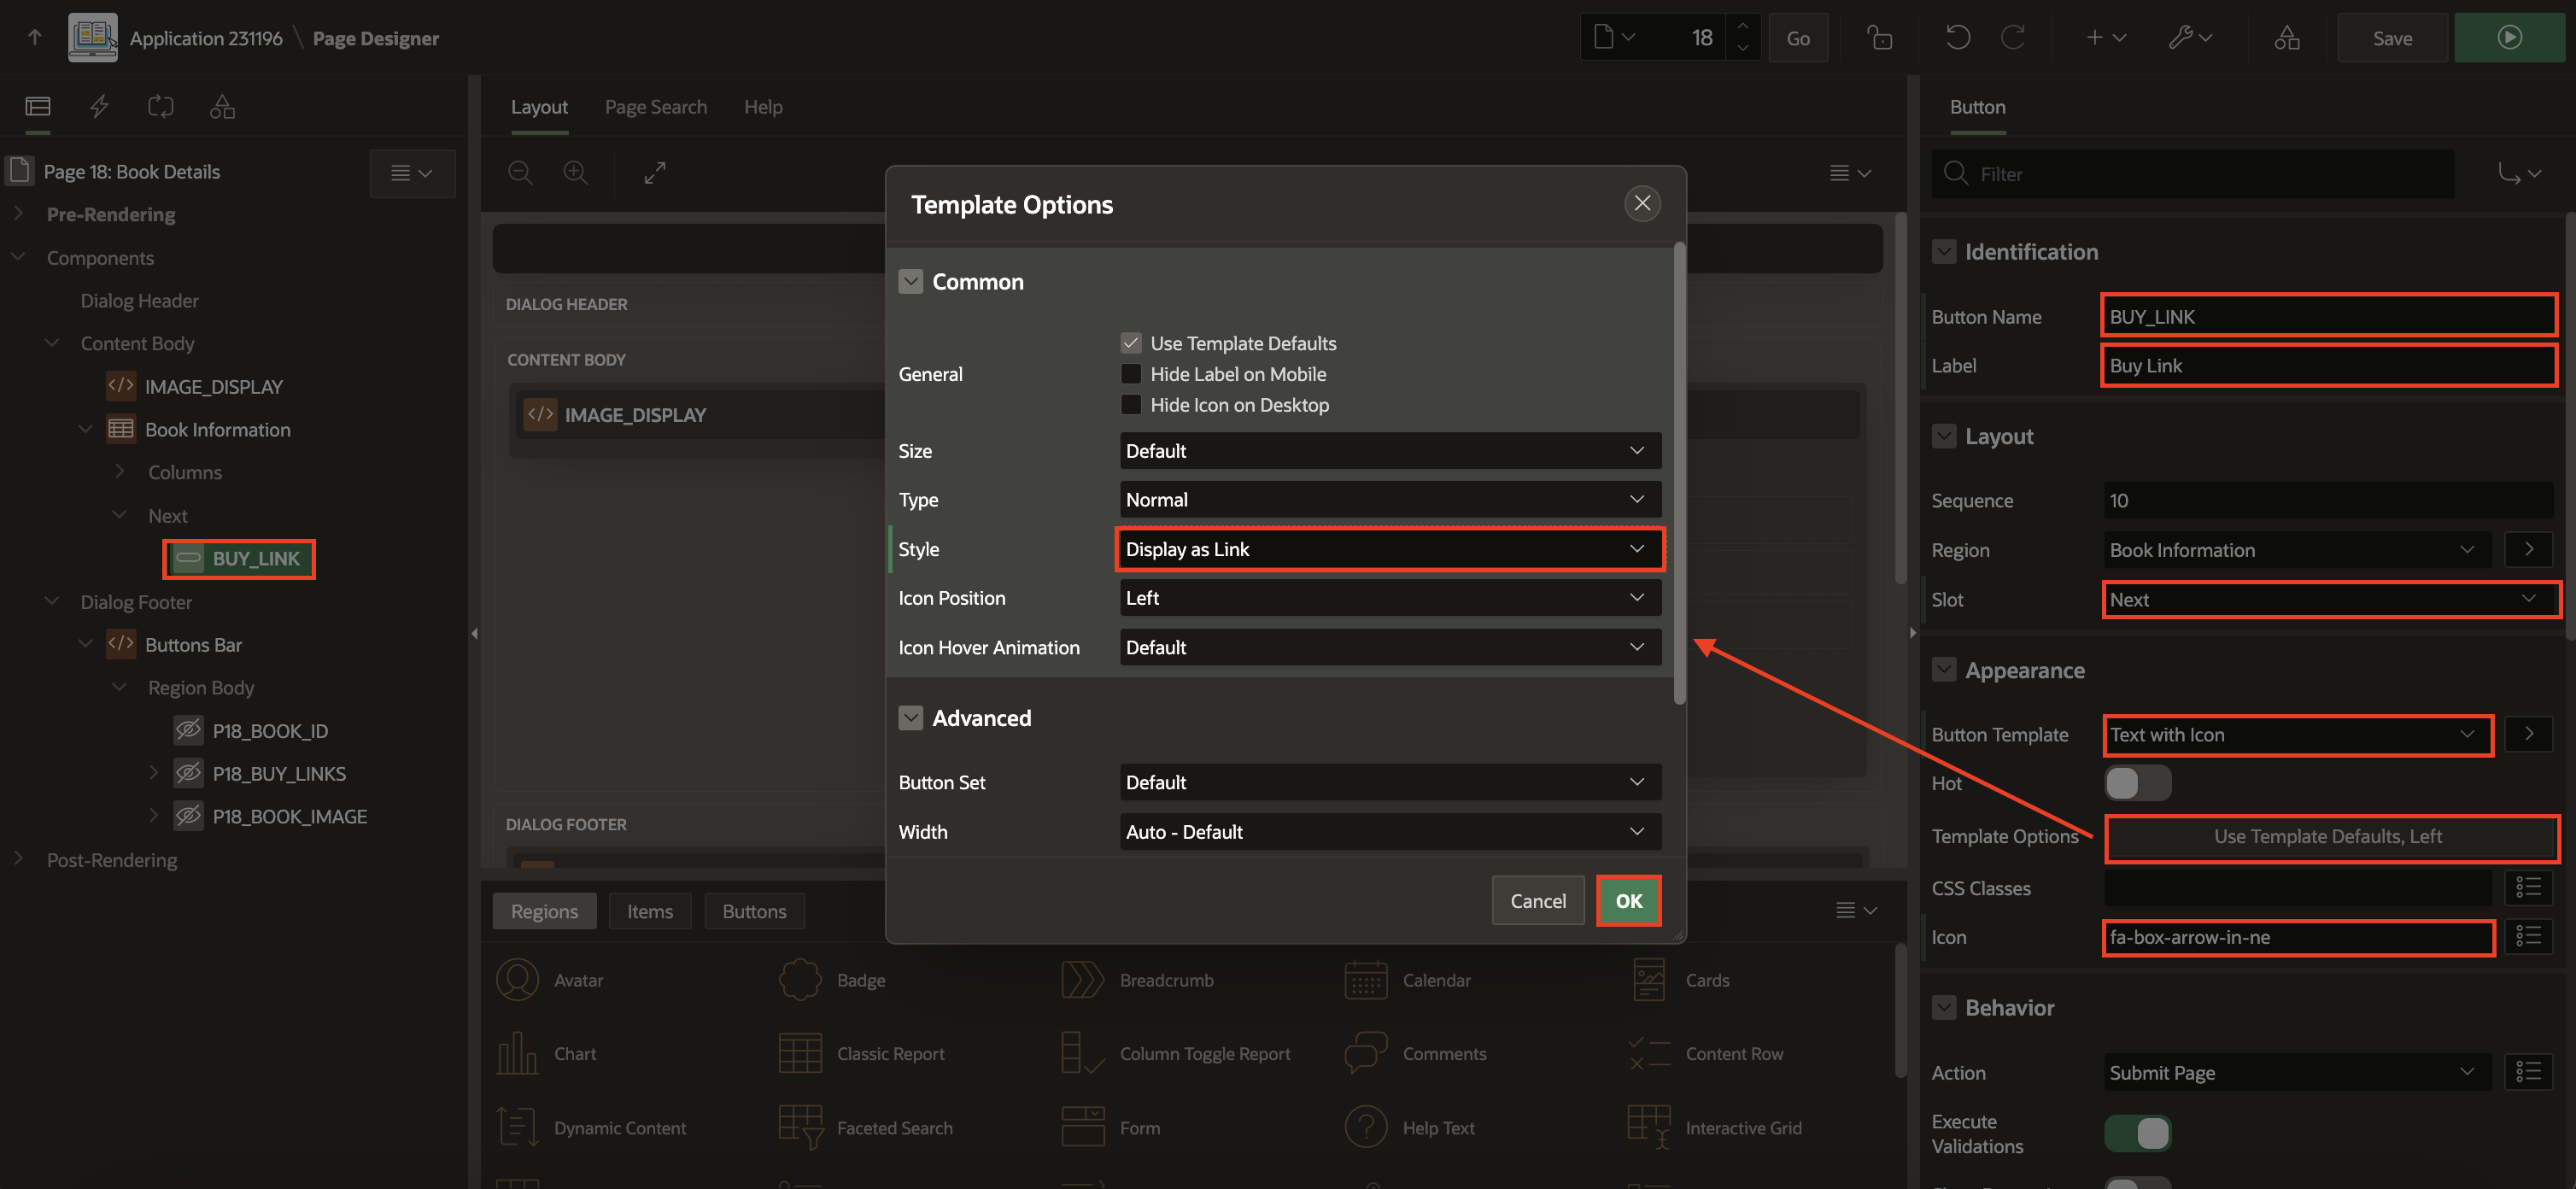 Application 231196 \ Page Designer
18
Go
Save
Layout Page Search Help
Button
Page 18: Book Details
Pre-Rendering
Components
Dialog Header
Content Body
IMAGE_DISPLAY
Book Information
Columns
Next
BUY_LINK
Dialog Footer
Buttons Bar
Region Body
P18_BOOK_ID
P18_BUY_LINKS
P18_BOOK_IMAGE
Post-Rendering
DIALOG HEADER
CONTENT BODY
IMAGE_DISPLAY
DIALOG FOOTER
Template Options
Common
General
Use Template Defaults
Hide Label on Mobile
Hide Icon on Desktop
Size Default
Type Normal
Style Display as Link
Icon Position Left
Icon Hover Animation Default
Advanced
Button Set Default
Width Auto - Default
Cancel OK
Regions Items Buttons
Avatar Badge Breadcrumb Calendar Cards
Chart Classic Report Column Toggle Report Comments Content Row
Dynamic Content Faceted Search Form Help Text Interactive Grid
Filter
Identification
Button Name BUY_LINK
Label Buy Link
Layout
Sequence 10
Region Book Information
Slot Next
Appearance
Button Template Text with Icon
Hot
Template Options Use Template Defaults, Left
CSS Classes
Icon fa-box-arrow-in-ne
Behavior
Action Submit Page
Execute
Validations